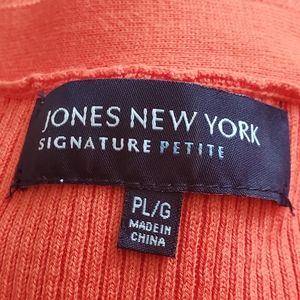 JONES NEW YORK
SIGNATURE PETITE
PL/G
MADE IN
CHINA